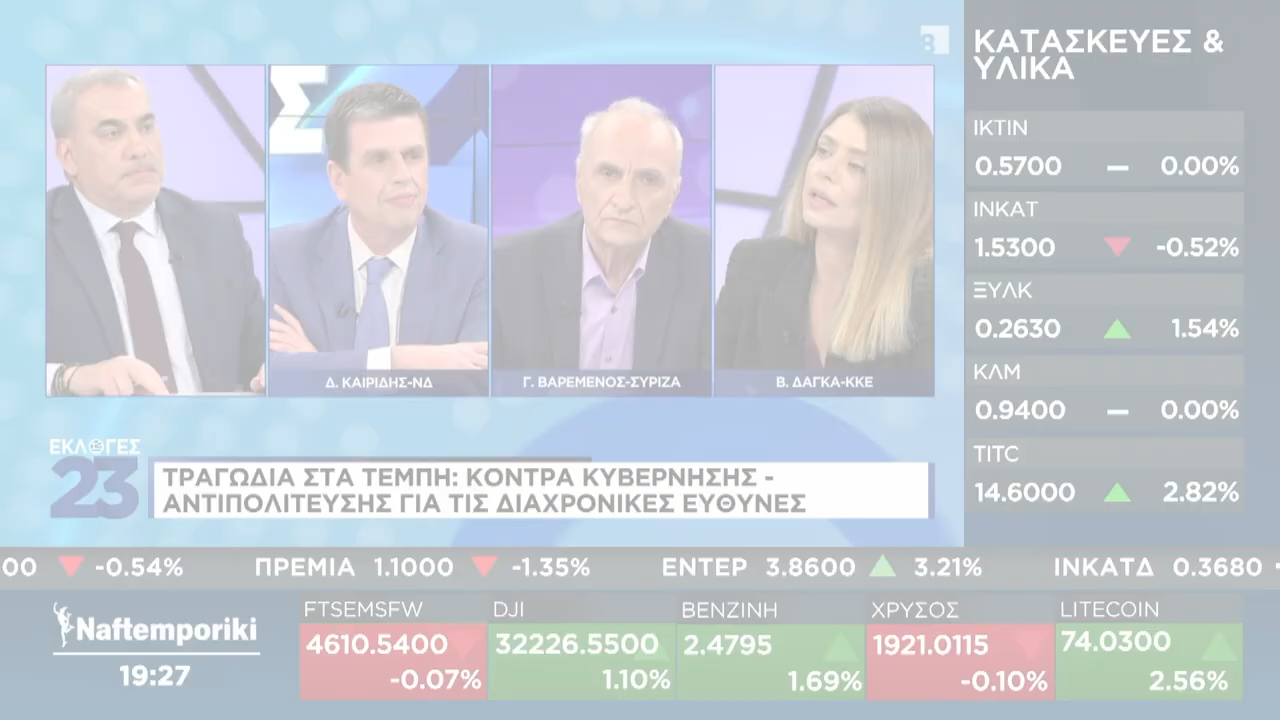 ΚΑΤΑΣΚΕΥΕΣ &
ΥΛΙΚΑ
ΙΚΤΙΝ
0.5700 — 0.00%
ΙΝΚΑΤ
1.5300 -0.52%
ΞΥΛΚ
0.2630 1.54%
ΚΛΜ
0.9400 — 0.00%
TITC
14.6000 2.82%
Σ
Δ. ΚΑΙΡΙΔΗΣ-ΝΔ
Γ. ΒΑΡΕΜΕΝΟΣ-ΣΥΡΙΖΑ
Β. ΔΑΓΚΑ-ΚΚΕ
ΕΚΛΟΓΕΣ
23
ΤΡΑΓΩΔΙΑ ΣΤΑ ΤΕΜΠΗ: ΚΟΝΤΡΑ ΚΥΒΕΡΝΗΣΗΣ -
ΑΝΤΙΠΟΛΙΤΕΥΣΗΣ ΓΙΑ ΤΙΣ ΔΙΑΧΡΟΝΙΚΕΣ ΕΥΘΥΝΕΣ
00 -0.54% ΠΡΕΜΙΑ 1.1000 -1.35% ΕΝΤΕΡ 3.8600 3.21% ΙΝΚΑΤΔ 0.3680
Naftemporiki
19:27
FTSEMSFW
4610.5400
-0.07%
DJI
32226.5500
1.10%
ΒΕΝΖΙΝΗ
2.4795
1.69%
ΧΡΥΣΟΣ
1921.0115
-0.10%
LITECOIN
74.0300
2.56%